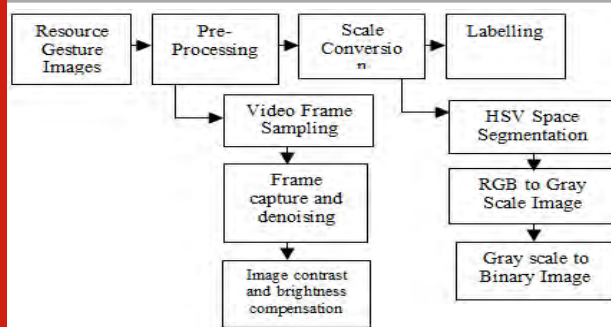 Resource
Gesture
Images
Pre-
Processing
Scale
Conversio
n
Labelling
Video Frame
Sampling
Frame
capture and
denoising
Image contrast
and brightness
compensation
HSV Space
Segmentation
RGB to Gray
Scale Image
Gray scale to
Binary Image